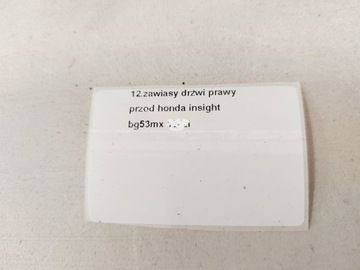 12.zawiasy drzwi prawy
przod honda insight
bg53mx